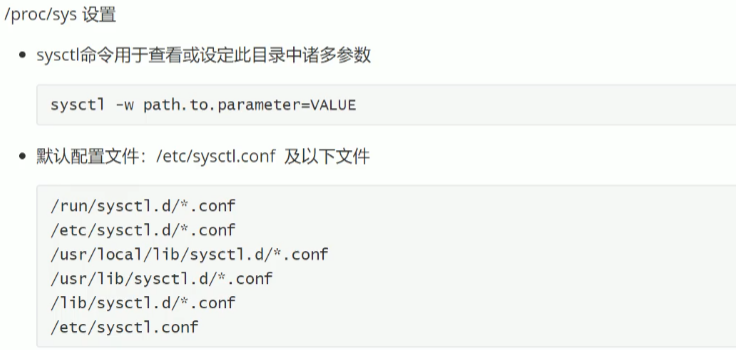 /proc/sys 设置
sysctl命令用于查看或设定此目录中诸多参数
sysctl -w path.to.parameter=VALUE
默认配置文件：/etc/sysctl.conf 及以下文件
/run/sysctl.d/*.conf
/etc/sysctl.d/*.conf
/usr/local/lib/sysctl.d/*.conf
/usr/lib/sysctl.d/*.conf
/lib/sysctl.d/*.conf
/etc/sysctl.conf